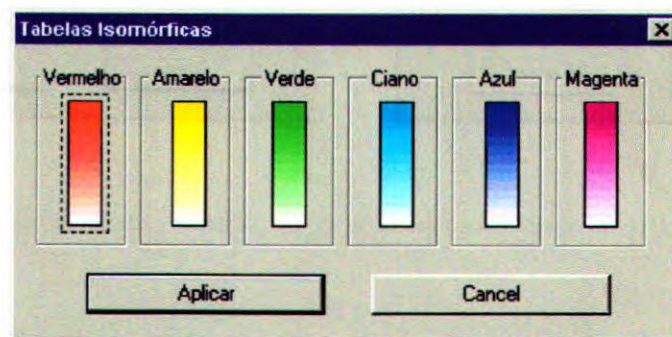 Tabelas Isomórficas
Vermelho Amarelo Verde Ciano Azul Magenta
Aplicar Cancel